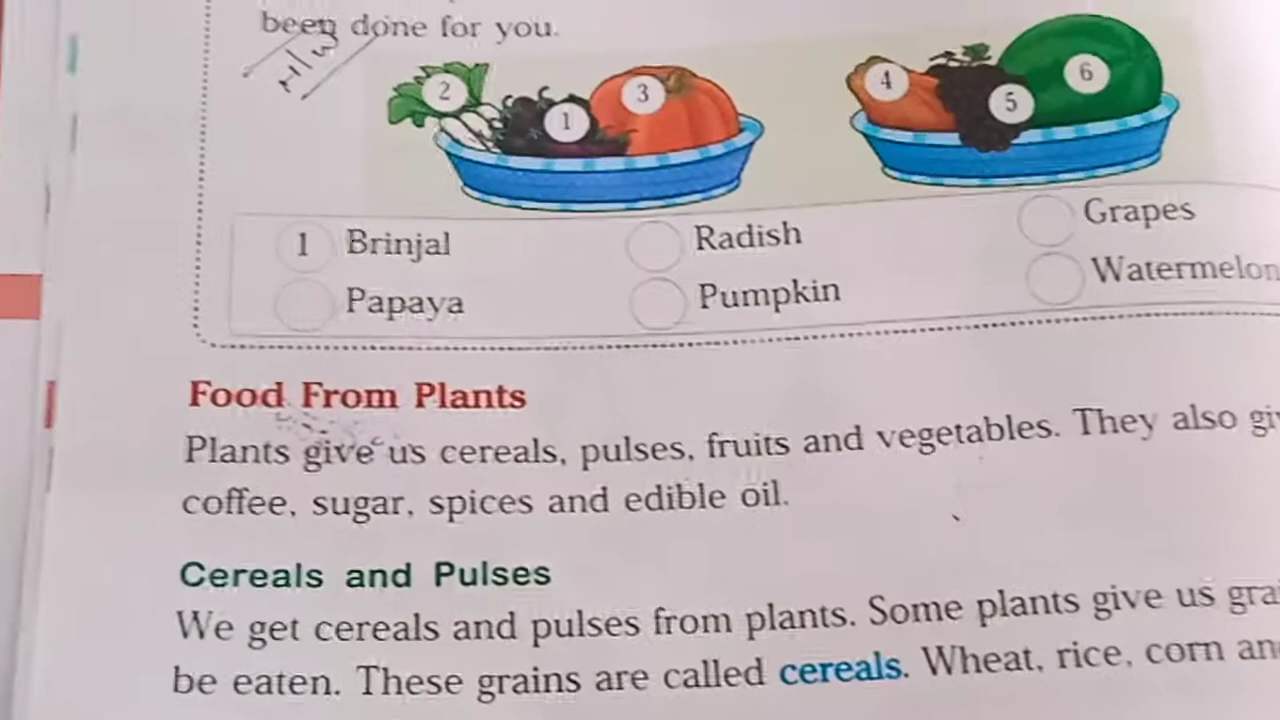 been done for you.
H/W
2
1
3
4
5
6
1 Brinjal
Radish
Grapes
Papaya
Pumpkin
Watermelon
Food From Plants
Plants give us cereals, pulses, fruits and vegetables. They also
coffee, sugar, spices and edible oil.
Cereals and Pulses
We get cereals and pulses from plants. Some plants give us
be eaten. These grains are called cereals. Wheat, rice, corn